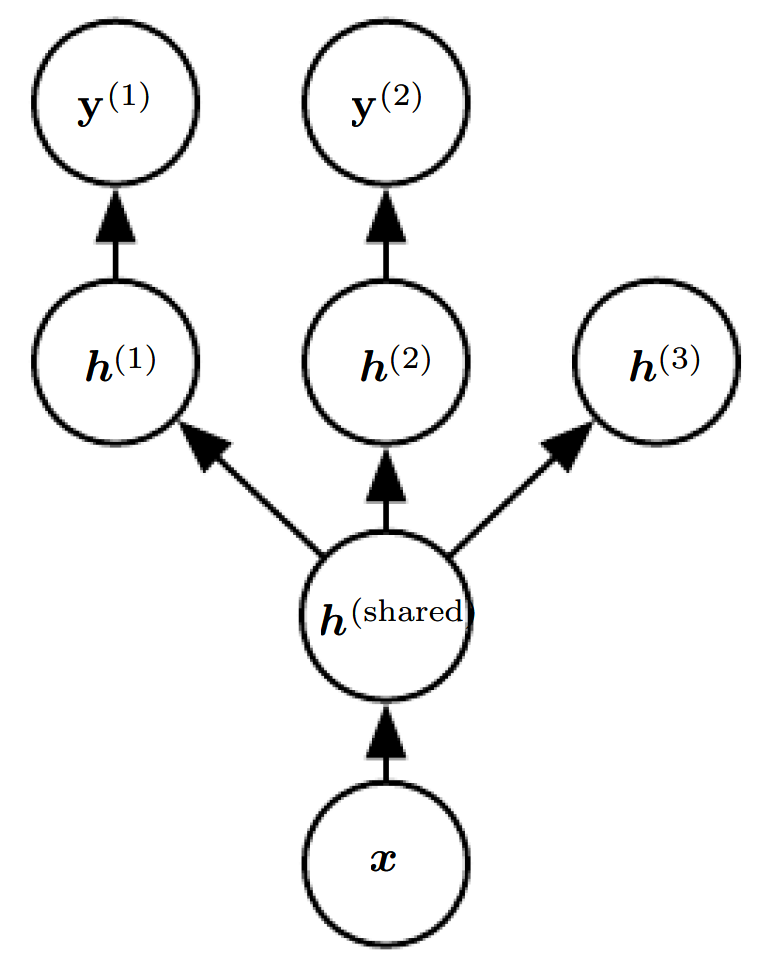 y(1) y(2)
h(1) h(2) h(3)
h(shared)
x